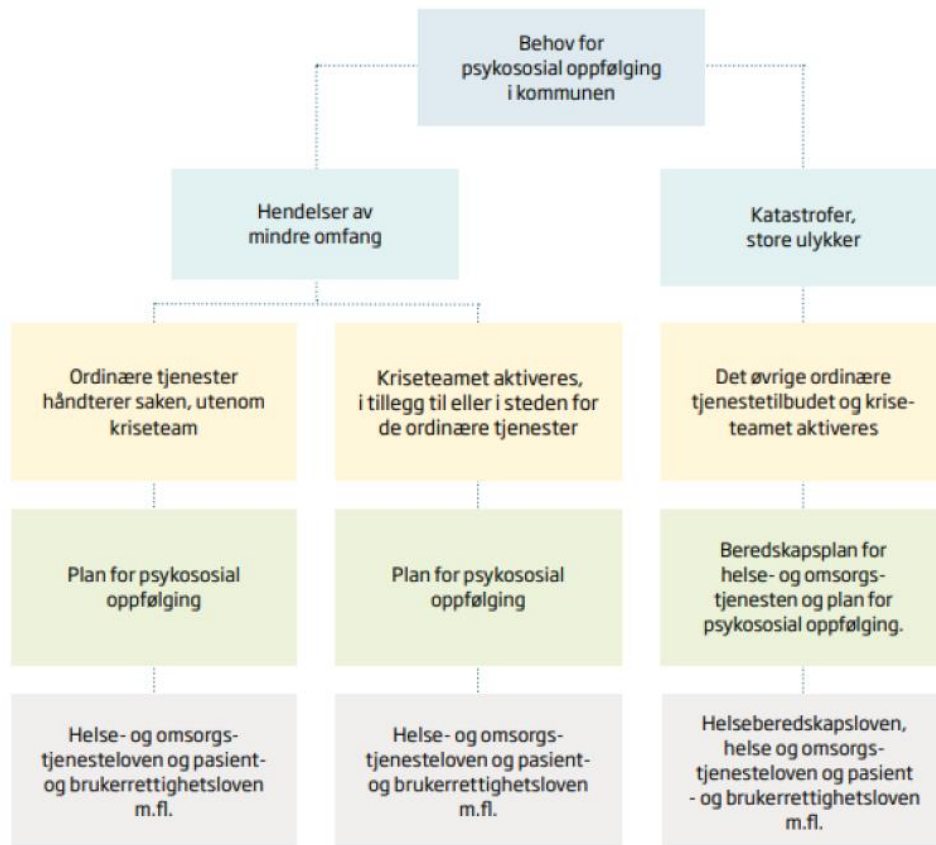 Behov for
psykososial oppfølging
i kommunen
Hendelser av
mindre omfang
Katastrofer,
store ulykker
Ordinære tjenester
håndterer saken, utenom
kriseteam
Kriseteamet aktiveres,
i tillegg til eller i steden for
de ordinære tjenester
Det øvrige ordinære
tjenestetilbudet og krise-
teamet aktiveres
Plan for psykososial
oppfølging
Plan for psykososial
oppfølging
Beredskapsplan for
helse- og omsorgs-
tjenesten og plan for
psykososial oppfølging.
Helse- og omsorgs-
tjenesteloven og pasient-
og brukerrettighetsloven
m.fl.
Helse- og omsorgs-
tjenesteloven og pasient-
og brukerrettighetsloven
m.fl.
Helseberedskapsloven,
helse og omsorgs-
tjenesteloven og pasient
- og brukerrettighetsloven
m.fl.